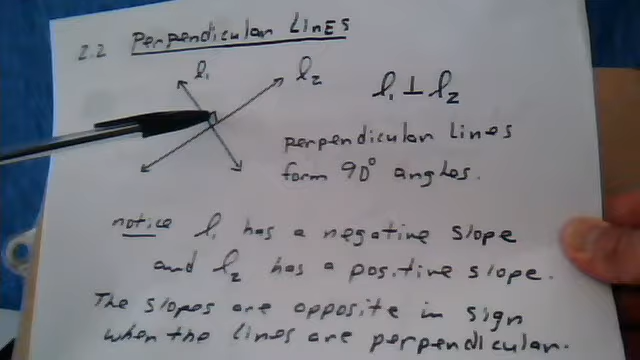 2.2 Perpendicular Lines
l₁ l₂
l₁ ⊥ l₂
perpendicular lines
form 90° angles.
notice l₁ has a negative slope
and l₂ has a positive slope.
The slopes are opposite in sign
when the lines are perpendicular.